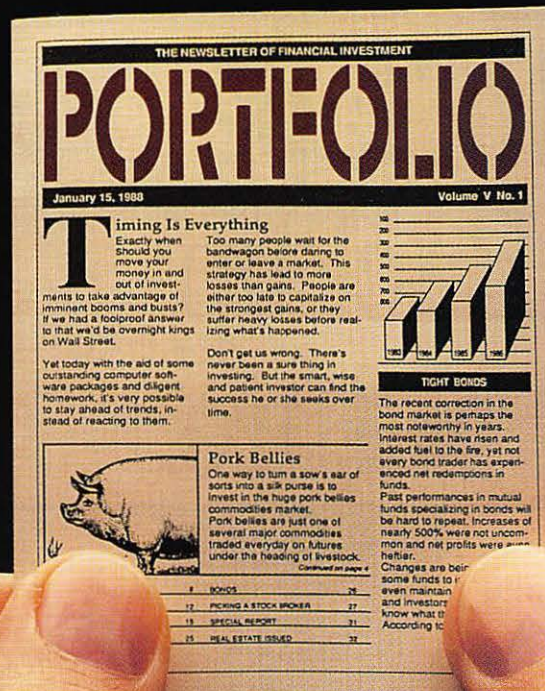 THE NEWSLETTER OF FINANCIAL INVESTMENT
PORTFOLIO
January 15, 1988
Volume V No. 1
Timing Is Everything
Exactly when
should you
move your
money in and
out of invest-
ments to take advantage of
imminent booms and busts?
If we had a foolproof answer
to that we'd be overnight kings
on Wall Street.
Yet today with the aid of some
outstanding computer soft-
ware packages and diligent
homework, it's very possible
to stay ahead of trends, in-
stead of reacting to them.
Too many people wait for the
bandwagon before daring to
enter or leave a market. This
strategy has lead to more
losses than gains. People are
either too late to capitalize on
the strongest gains, or they
suffer heavy losses before real-
izing what's happened.
Don't get us wrong. There's
never been a sure thing in
investing. But the smart, wise
and patient investor can find the
success he or she seeks over
time.
1983 1984 1985 1986
TIGHT BONDS
The recent correction in the
bond market is perhaps the
most noteworthy in years.
Interest rates have risen and
added fuel to the fire, yet not
every bond trader has experi-
enced net redemptions in
funds.
Past performances in mutual
funds specializing in bonds will
be hard to repeat. Increases of
nearly 500% were not uncom-
mon and net profits were even
heftier.
Changes are
some funds to
even maintain
and investors
know what
According to
Pork Bellies
One way to turn a sow's ear of
sorts into a silk purse is to
invest in the huge pork bellies
commodities market.
Pork bellies are just one of
several major commodities
traded everyday on futures
under the heading of livestock.
Continued on page 4
BONDS 26
12 PICKING A STOCK BROKER 27
SPECIAL REPORT 31
25 REAL ESTATE ISSUED 32